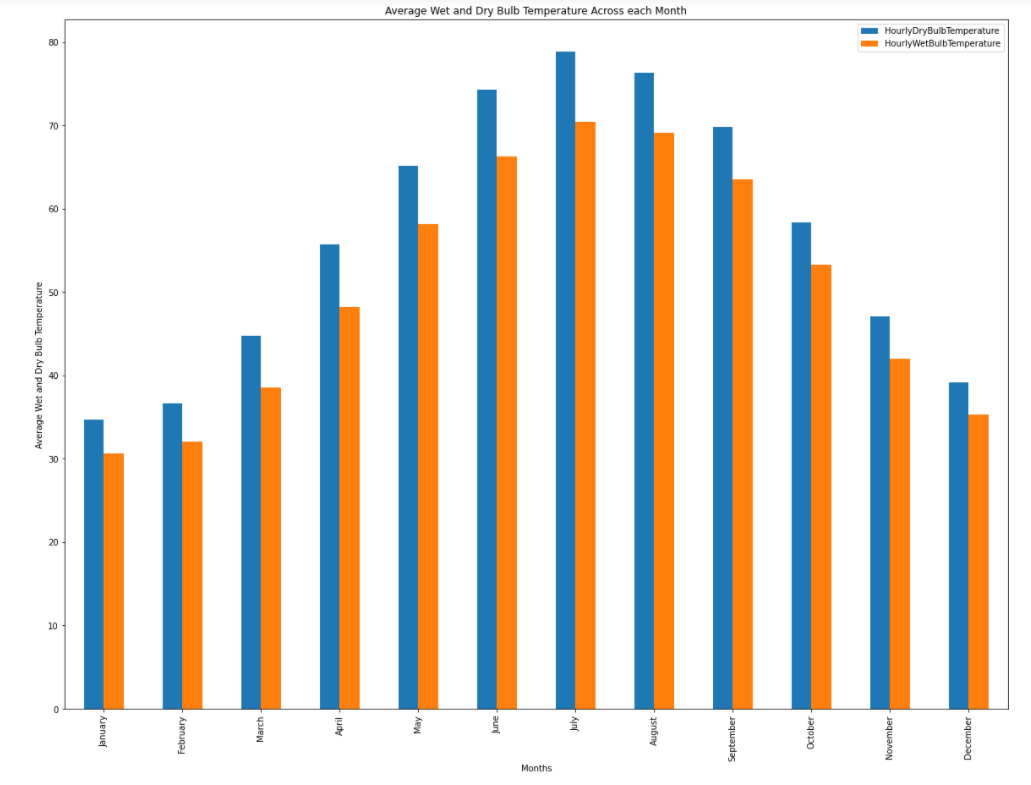 Average Wet and Dry Bulb Temperature Across each Month
HourlyDryBulbTemperature
HourlyWetBulbTemperature
Average Wet and Dry Bulb Temperature
80
70
60
50
40
30
20
10
0
January
February
March
April
May
June
July
August
September
October
November
December
Months